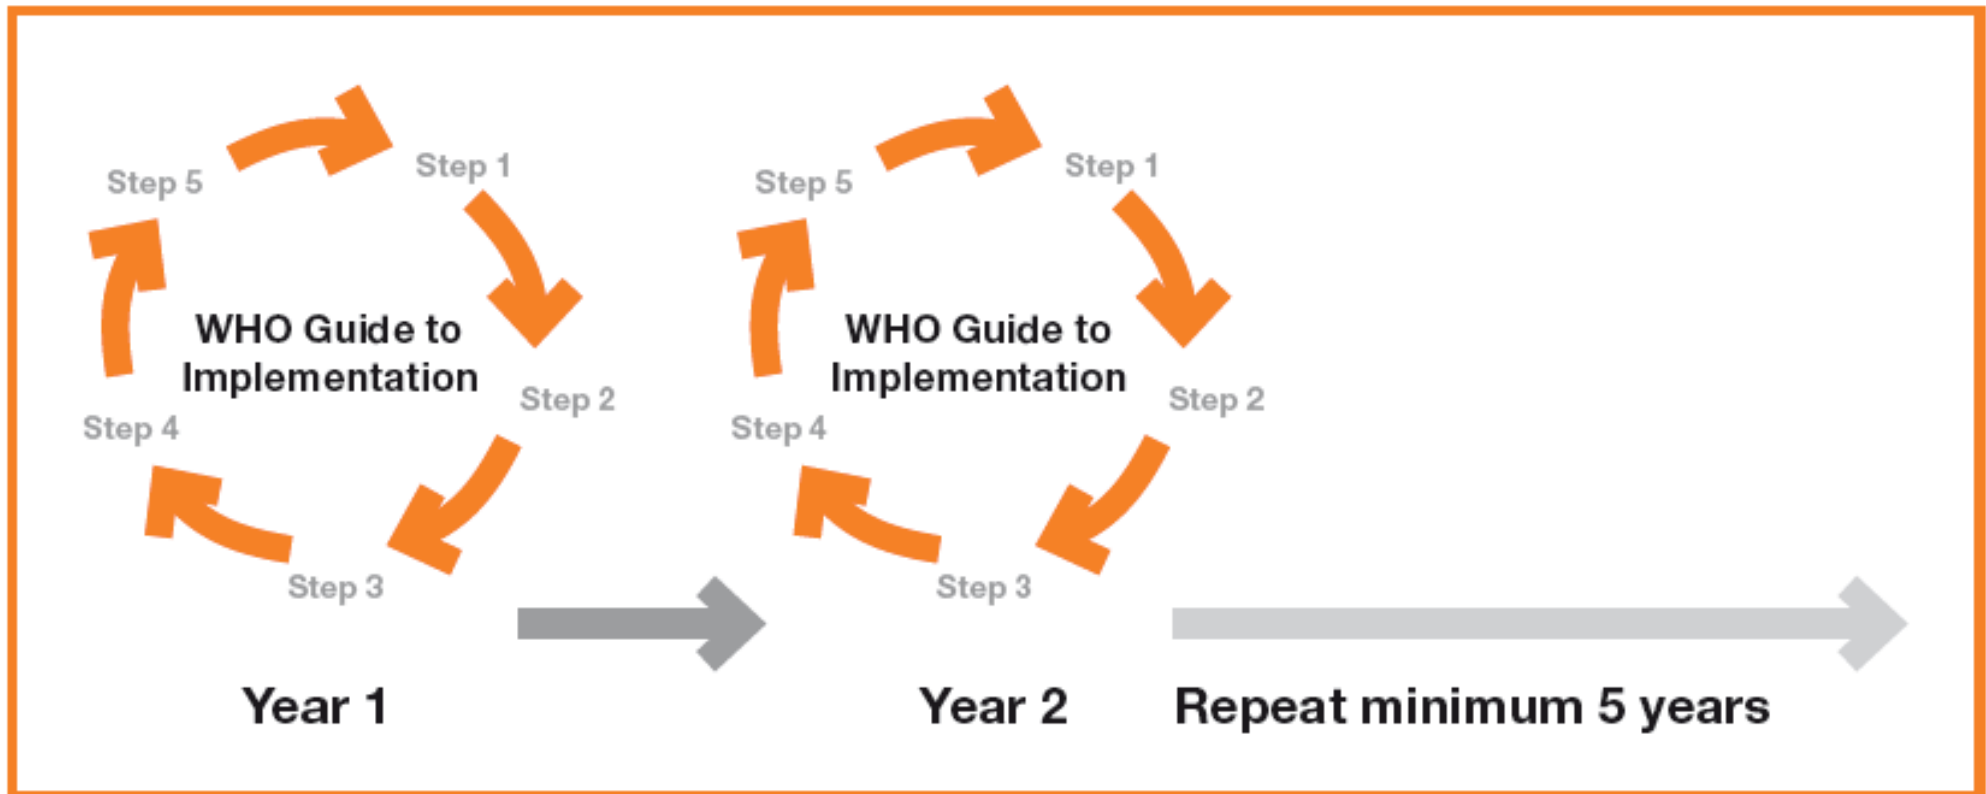 Step 5
Step 1
WHO Guide to
Implementation
Step 2
Step 4
Step 3
Year 1
Step 5
Step 1
WHO Guide to
Implementation
Step 2
Step 4
Step 3
Year 2
Repeat minimum 5 years